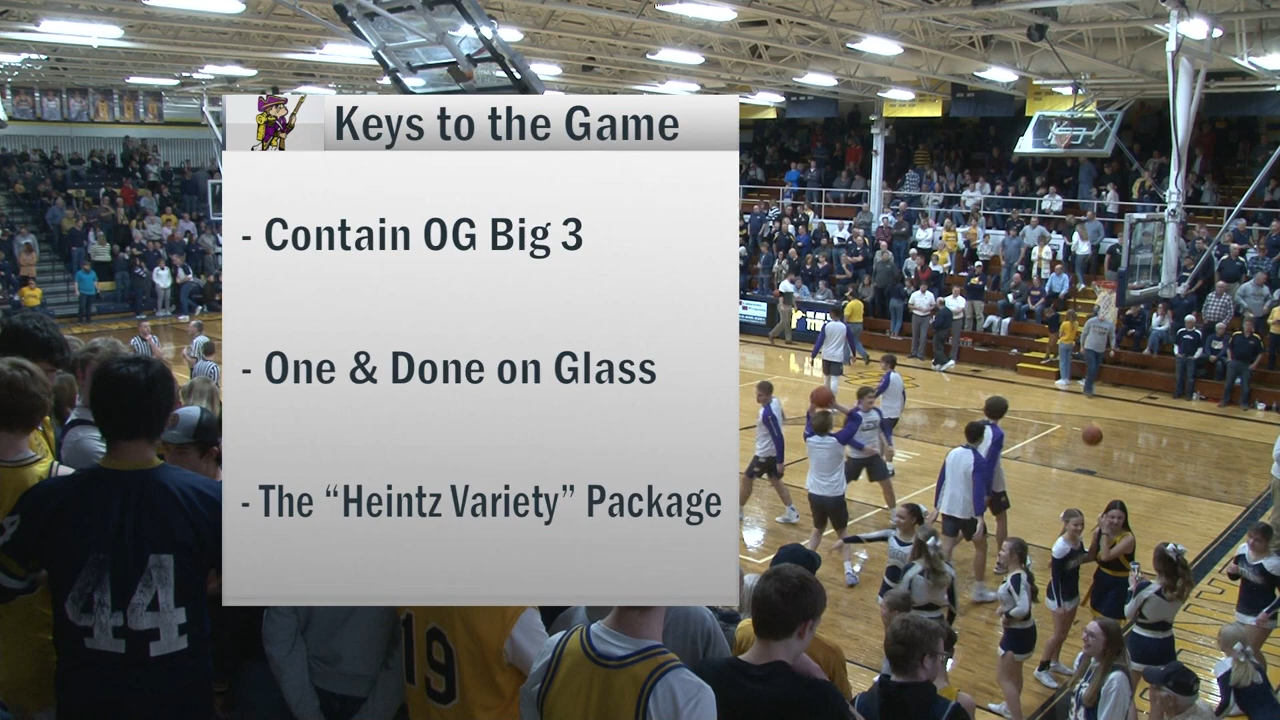 Keys to the Game
- Contain OG Big 3
- One & Done on Glass
- The “Heintz Variety” Package
44
19